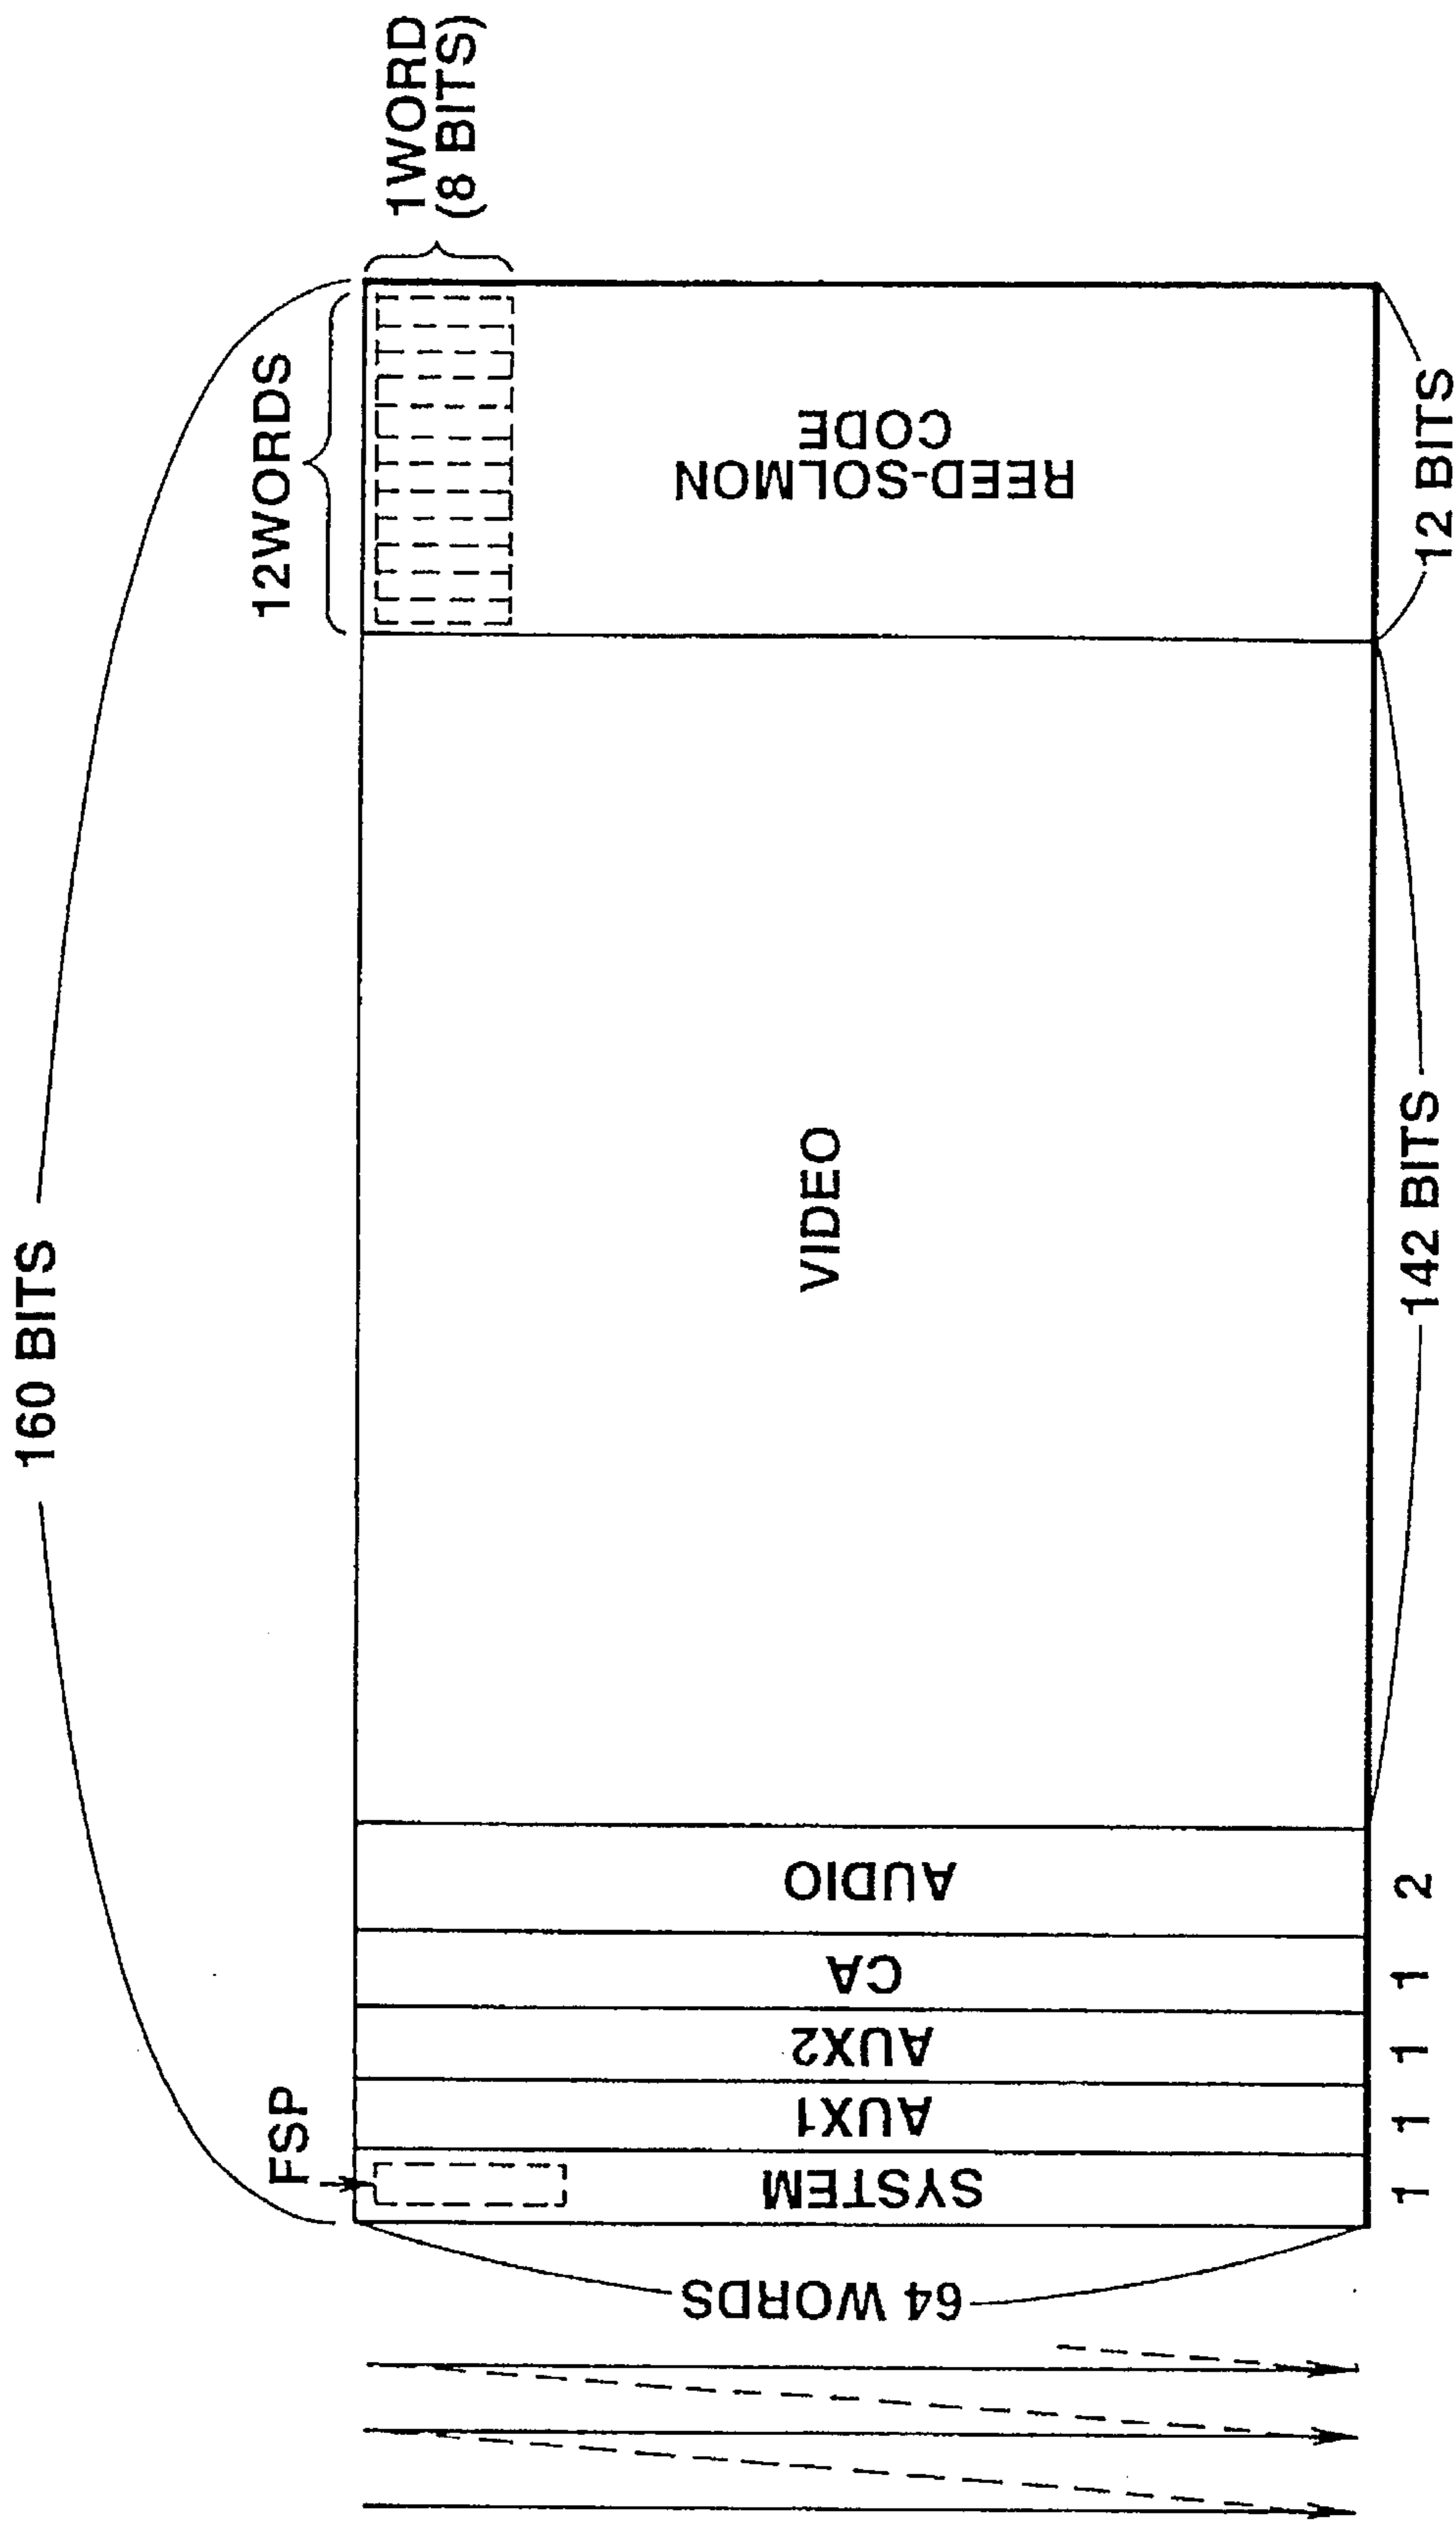 160 BITS
12WORDS
1WORD
(8 BITS)
FSP
SYSTEM
AUX1
AUX2
CA
AUDIO
VIDEO
REED-SOLMON
CODE
64 WORDS
1
1
1
1
2
142 BITS
12 BITS